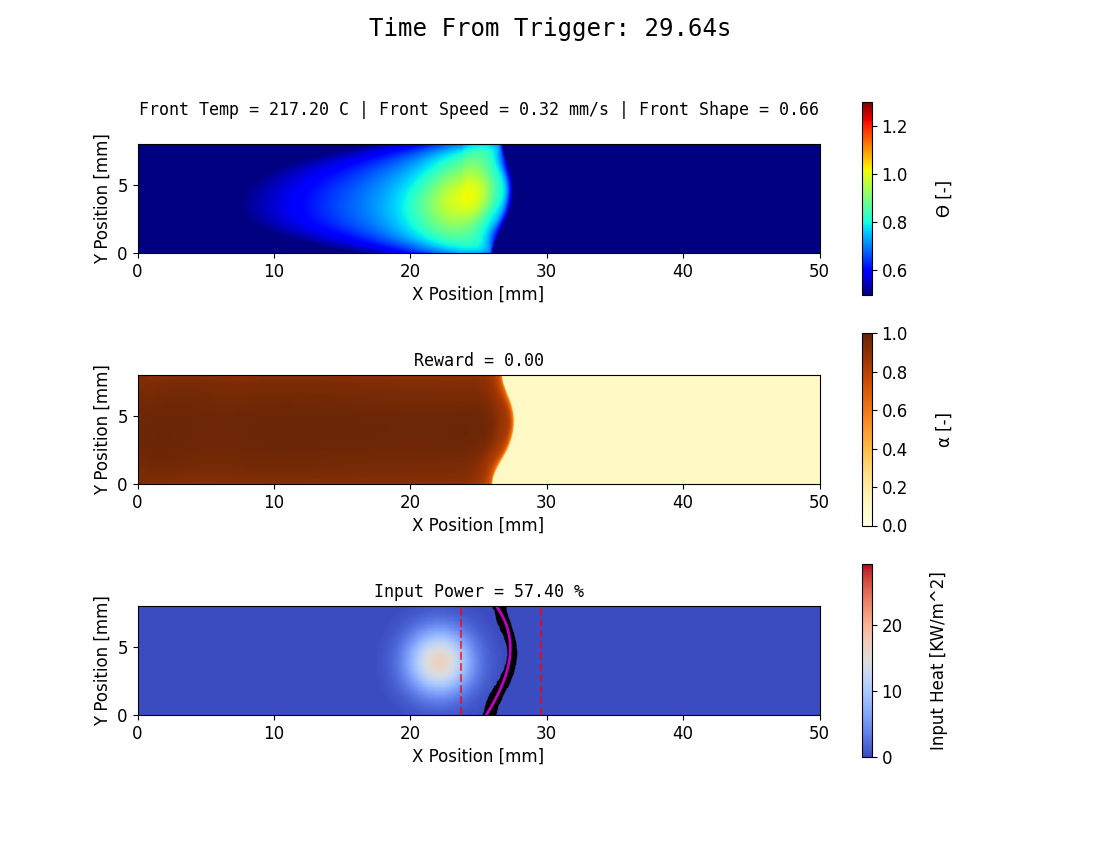 Time From Trigger: 29.64s
Front Temp = 217.20 C | Front Speed = 0.32 mm/s | Front Shape = 0.66
Y Position [mm]
5
0
0 10 20 30 40 50
X Position [mm]
1.2
1.0
0.8
0.6
Θ [-]
Reward = 0.00
Y Position [mm]
5
0
0 10 20 30 40 50
X Position [mm]
1.0
0.8
0.6
0.4
0.2
0.0
α [-]
Input Power = 57.40 %
Y Position [mm]
5
0
0 10 20 30 40 50
X Position [mm]
20
10
0
Input Heat [KW/m^2]